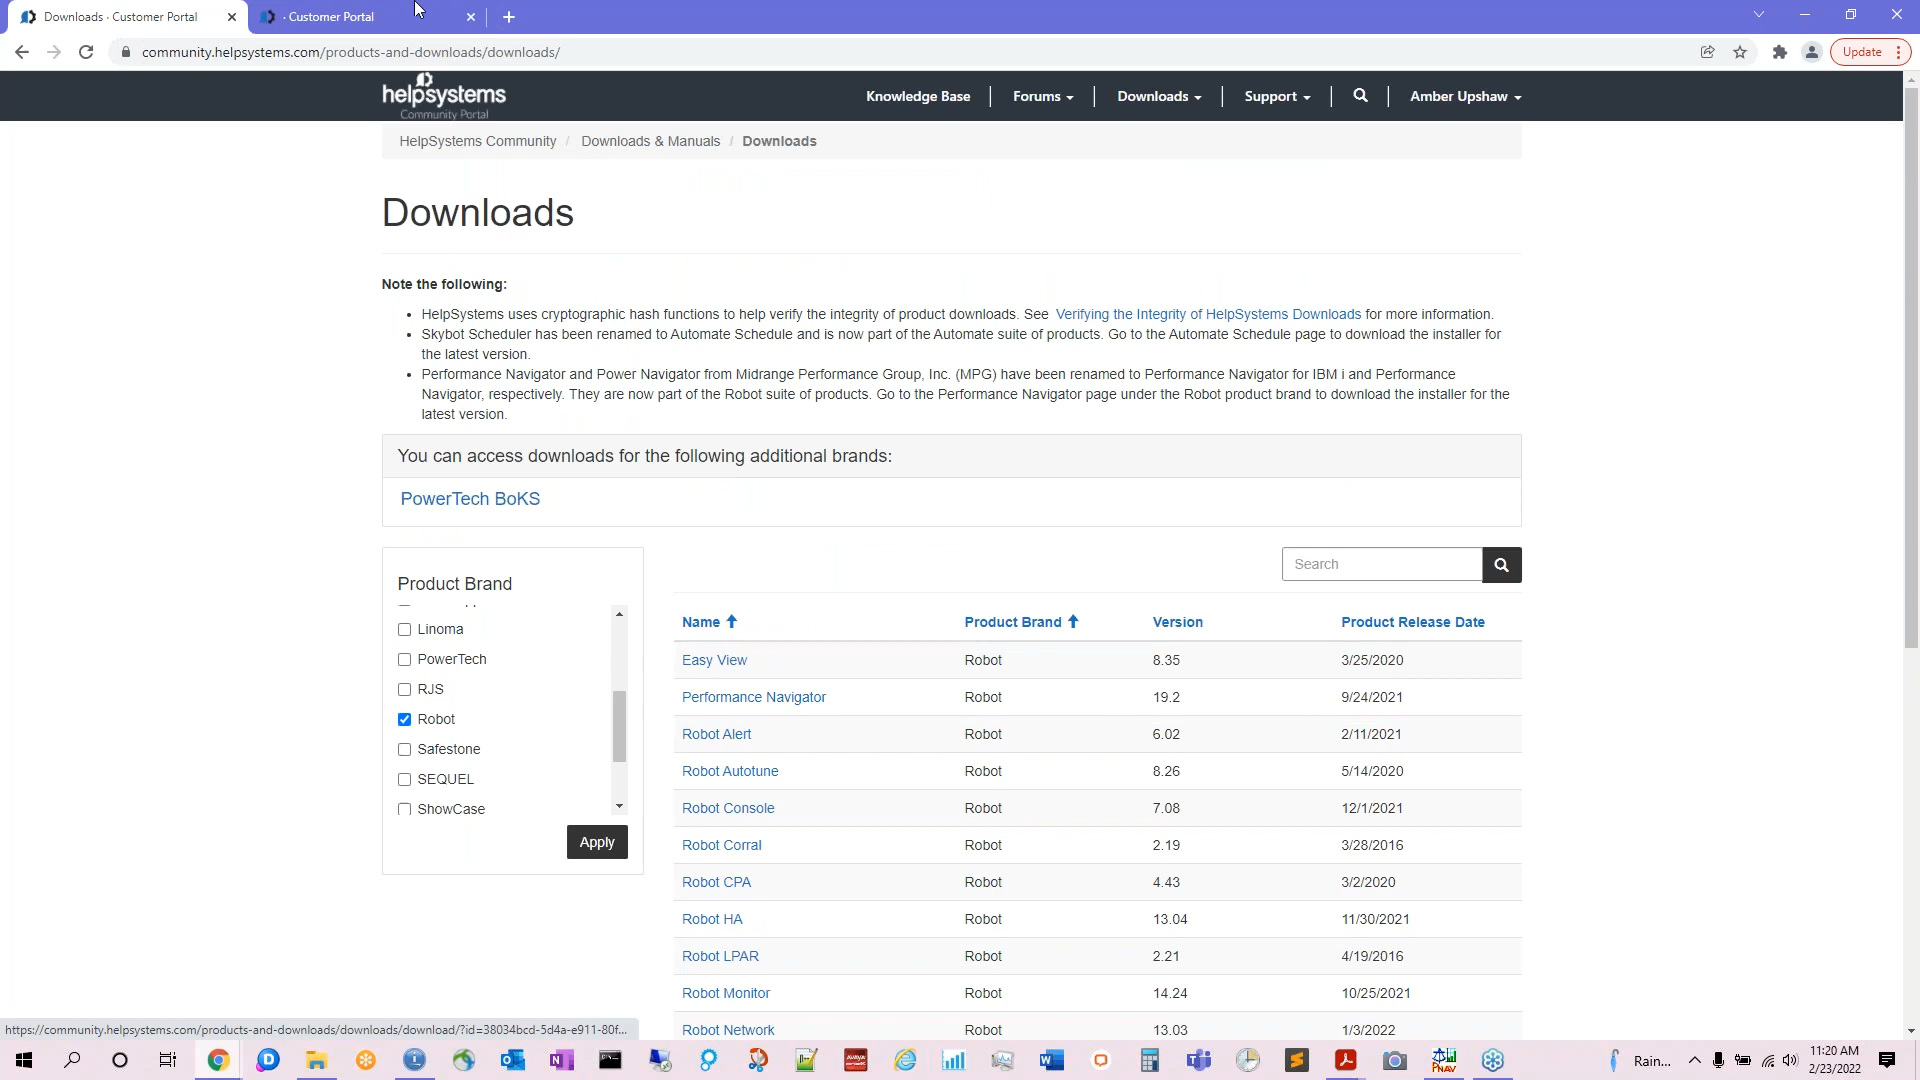 Downloads · Customer Portal
· Customer Portal
community.helpsystems.com/products-and-downloads/downloads/
Update
helpsystems
Community Portal
Knowledge Base
Forums
Downloads
Support
Amber Upshaw
HelpSystems Community / Downloads & Manuals / Downloads
Downloads
Note the following:
• HelpSystems uses cryptographic hash functions to help verify the integrity of product downloads. See Verifying the Integrity of HelpSystems Downloads for more information.
• Skybot Scheduler has been renamed to Automate Schedule and is now part of the Automate suite of products. Go to the Automate Schedule page to download the installer for
the latest version.
• Performance Navigator and Power Navigator from Midrange Performance Group, Inc. (MPG) have been renamed to Performance Navigator for IBM i and Performance
Navigator, respectively. They are now part of the Robot suite of products. Go to the Performance Navigator page under the Robot product brand to download the installer for the
latest version.
You can access downloads for the following additional brands:
PowerTech BoKS
Product Brand
Linoma
PowerTech
RJS
Robot
Safestone
SEQUEL
ShowCase
Apply
Search
Name Product Brand Version Product Release Date
Easy View Robot 8.35 3/25/2020
Performance Navigator Robot 19.2 9/24/2021
Robot Alert Robot 6.02 2/11/2021
Robot Autotune Robot 8.26 5/14/2020
Robot Console Robot 7.08 12/1/2021
Robot Corral Robot 2.19 3/28/2016
Robot CPA Robot 4.43 3/2/2020
Robot HA Robot 13.04 11/30/2021
Robot LPAR Robot 2.21 4/19/2016
Robot Monitor Robot 14.24 10/25/2021
Robot Network Robot 13.03 1/3/2022
https://community.helpsystems.com/products-and-downloads/downloads/download/?id=38034bcd-5d4a-e911-80f...
Rain...
11:20 AM
2/23/2022